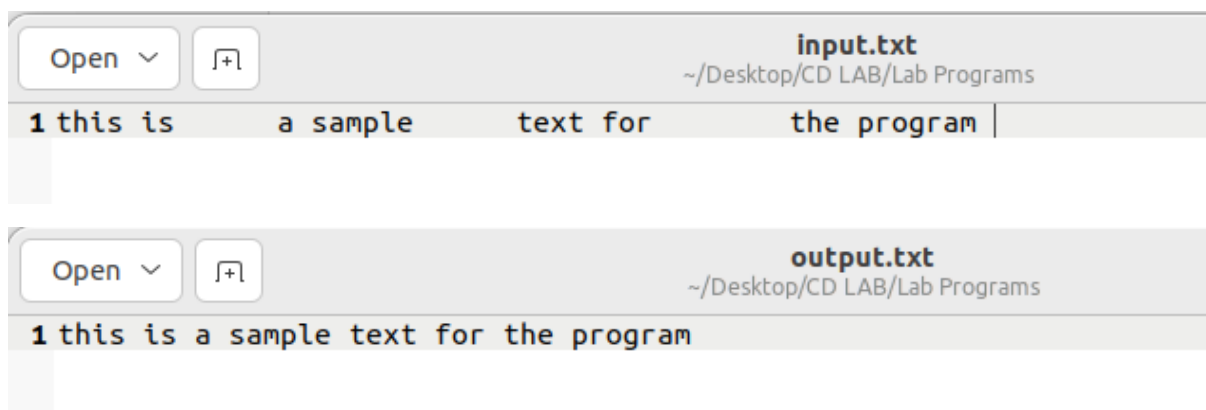 Open
input.txt
~/Desktop/CD LAB/Lab Programs
1 this is      a sample      text for        the program
Open
output.txt
~/Desktop/CD LAB/Lab Programs
1 this is a sample text for the program